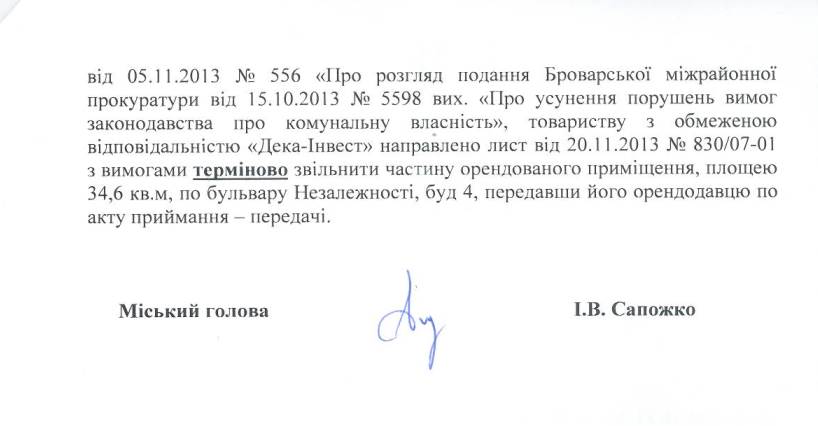 від 05.11.2013 № 556 «Про розгляд подання Броварської міжрайонної
прокуратури від 15.10.2013 № 5598 вих. «Про усунення порушень вимог
законодавства про комунальну власність», товариству з обмеженою
відповідальністю «Дека-Інвест» направлено лист від 20.11.2013 № 830/07-01
з вимогами терміново звільнити частину орендованого приміщення, площею
34,6 кв.м, по бульвару Незалежності, буд 4, передавши його орендодавцю по
акту приймання – передачі.
Міський голова І.В. Сапожко